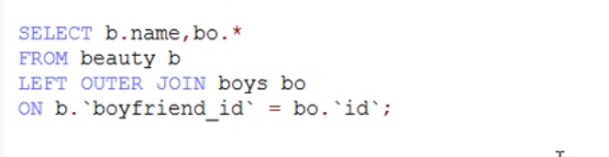 SELECT b.name,bo.*
FROM beauty b
LEFT OUTER JOIN boys bo
ON b.`boyfriend_id` = bo.`id`;